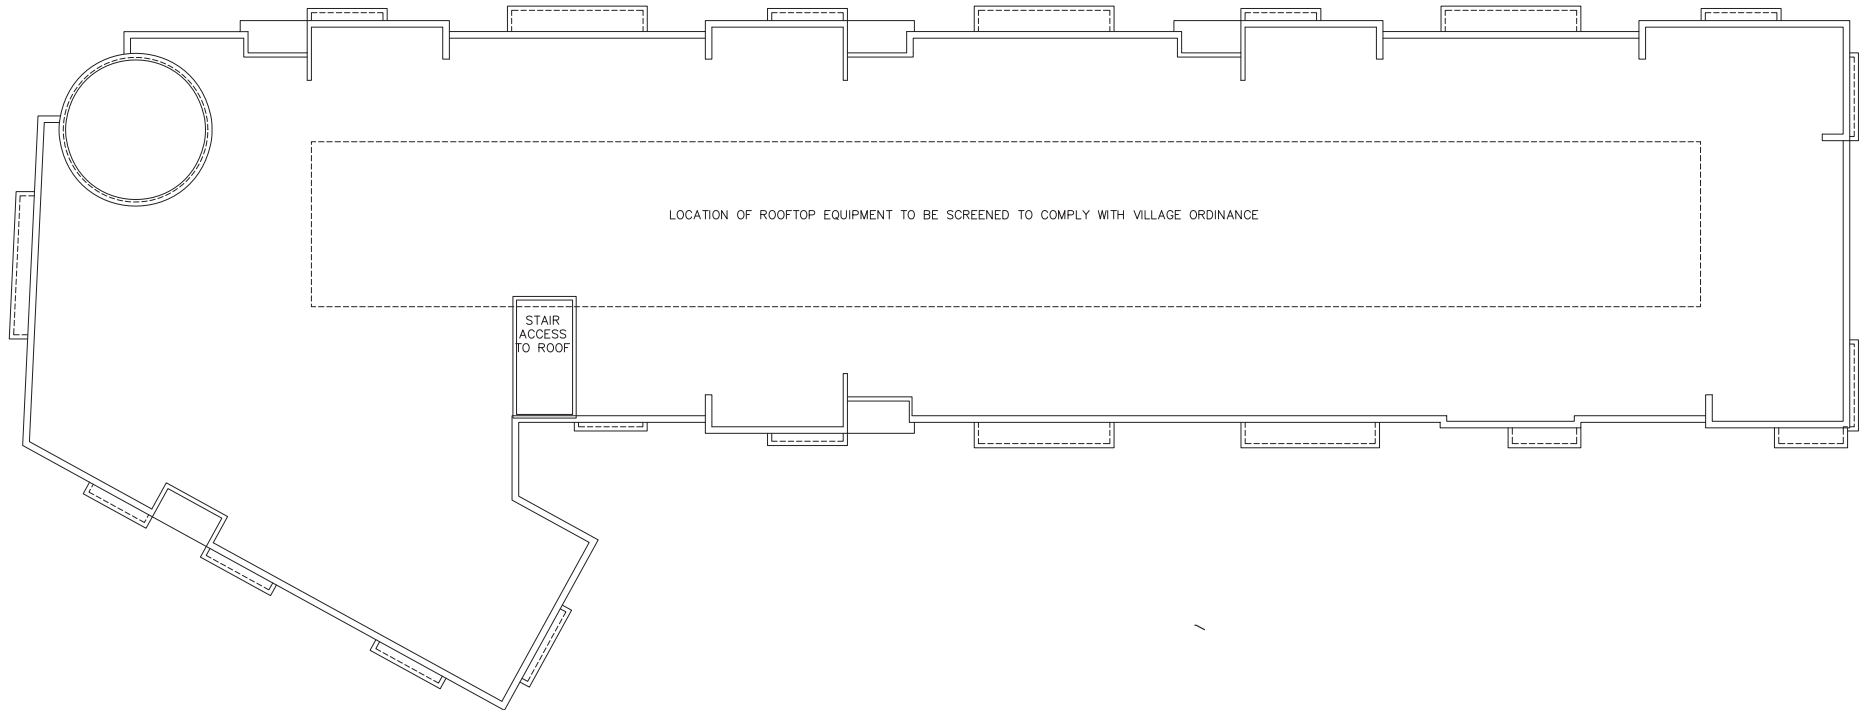 LOCATION OF ROOFTOP EQUIPMENT TO BE SCREENED TO COMPLY WITH VILLAGE ORDINANCE
STAIR
ACCESS
TO ROOF